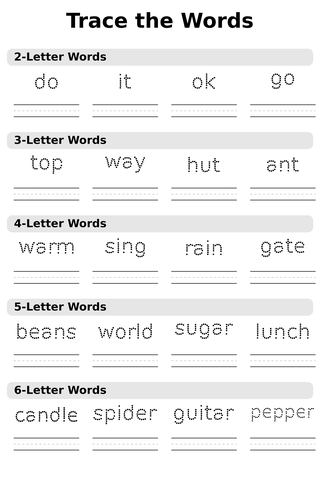 Trace the Words
2-Letter Words
do it ok go
3-Letter Words
top way hut ant
4-Letter Words
warm sing rain gate
5-Letter Words
beans world sugar lunch
6-Letter Words
candle spider guitar pepper